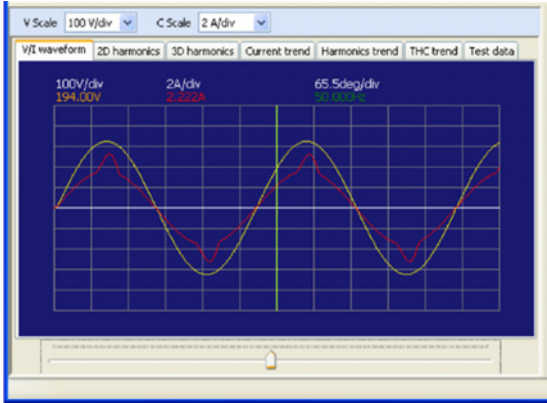 V Scale 100 V/div C Scale 2 A/div
V/I waveform 2D harmonics 3D harmonics Current trend Harmonics trend THC trend Test data
100V/div 2A/div 65.5deg/div
194.00V 2.222A 50.000Hz